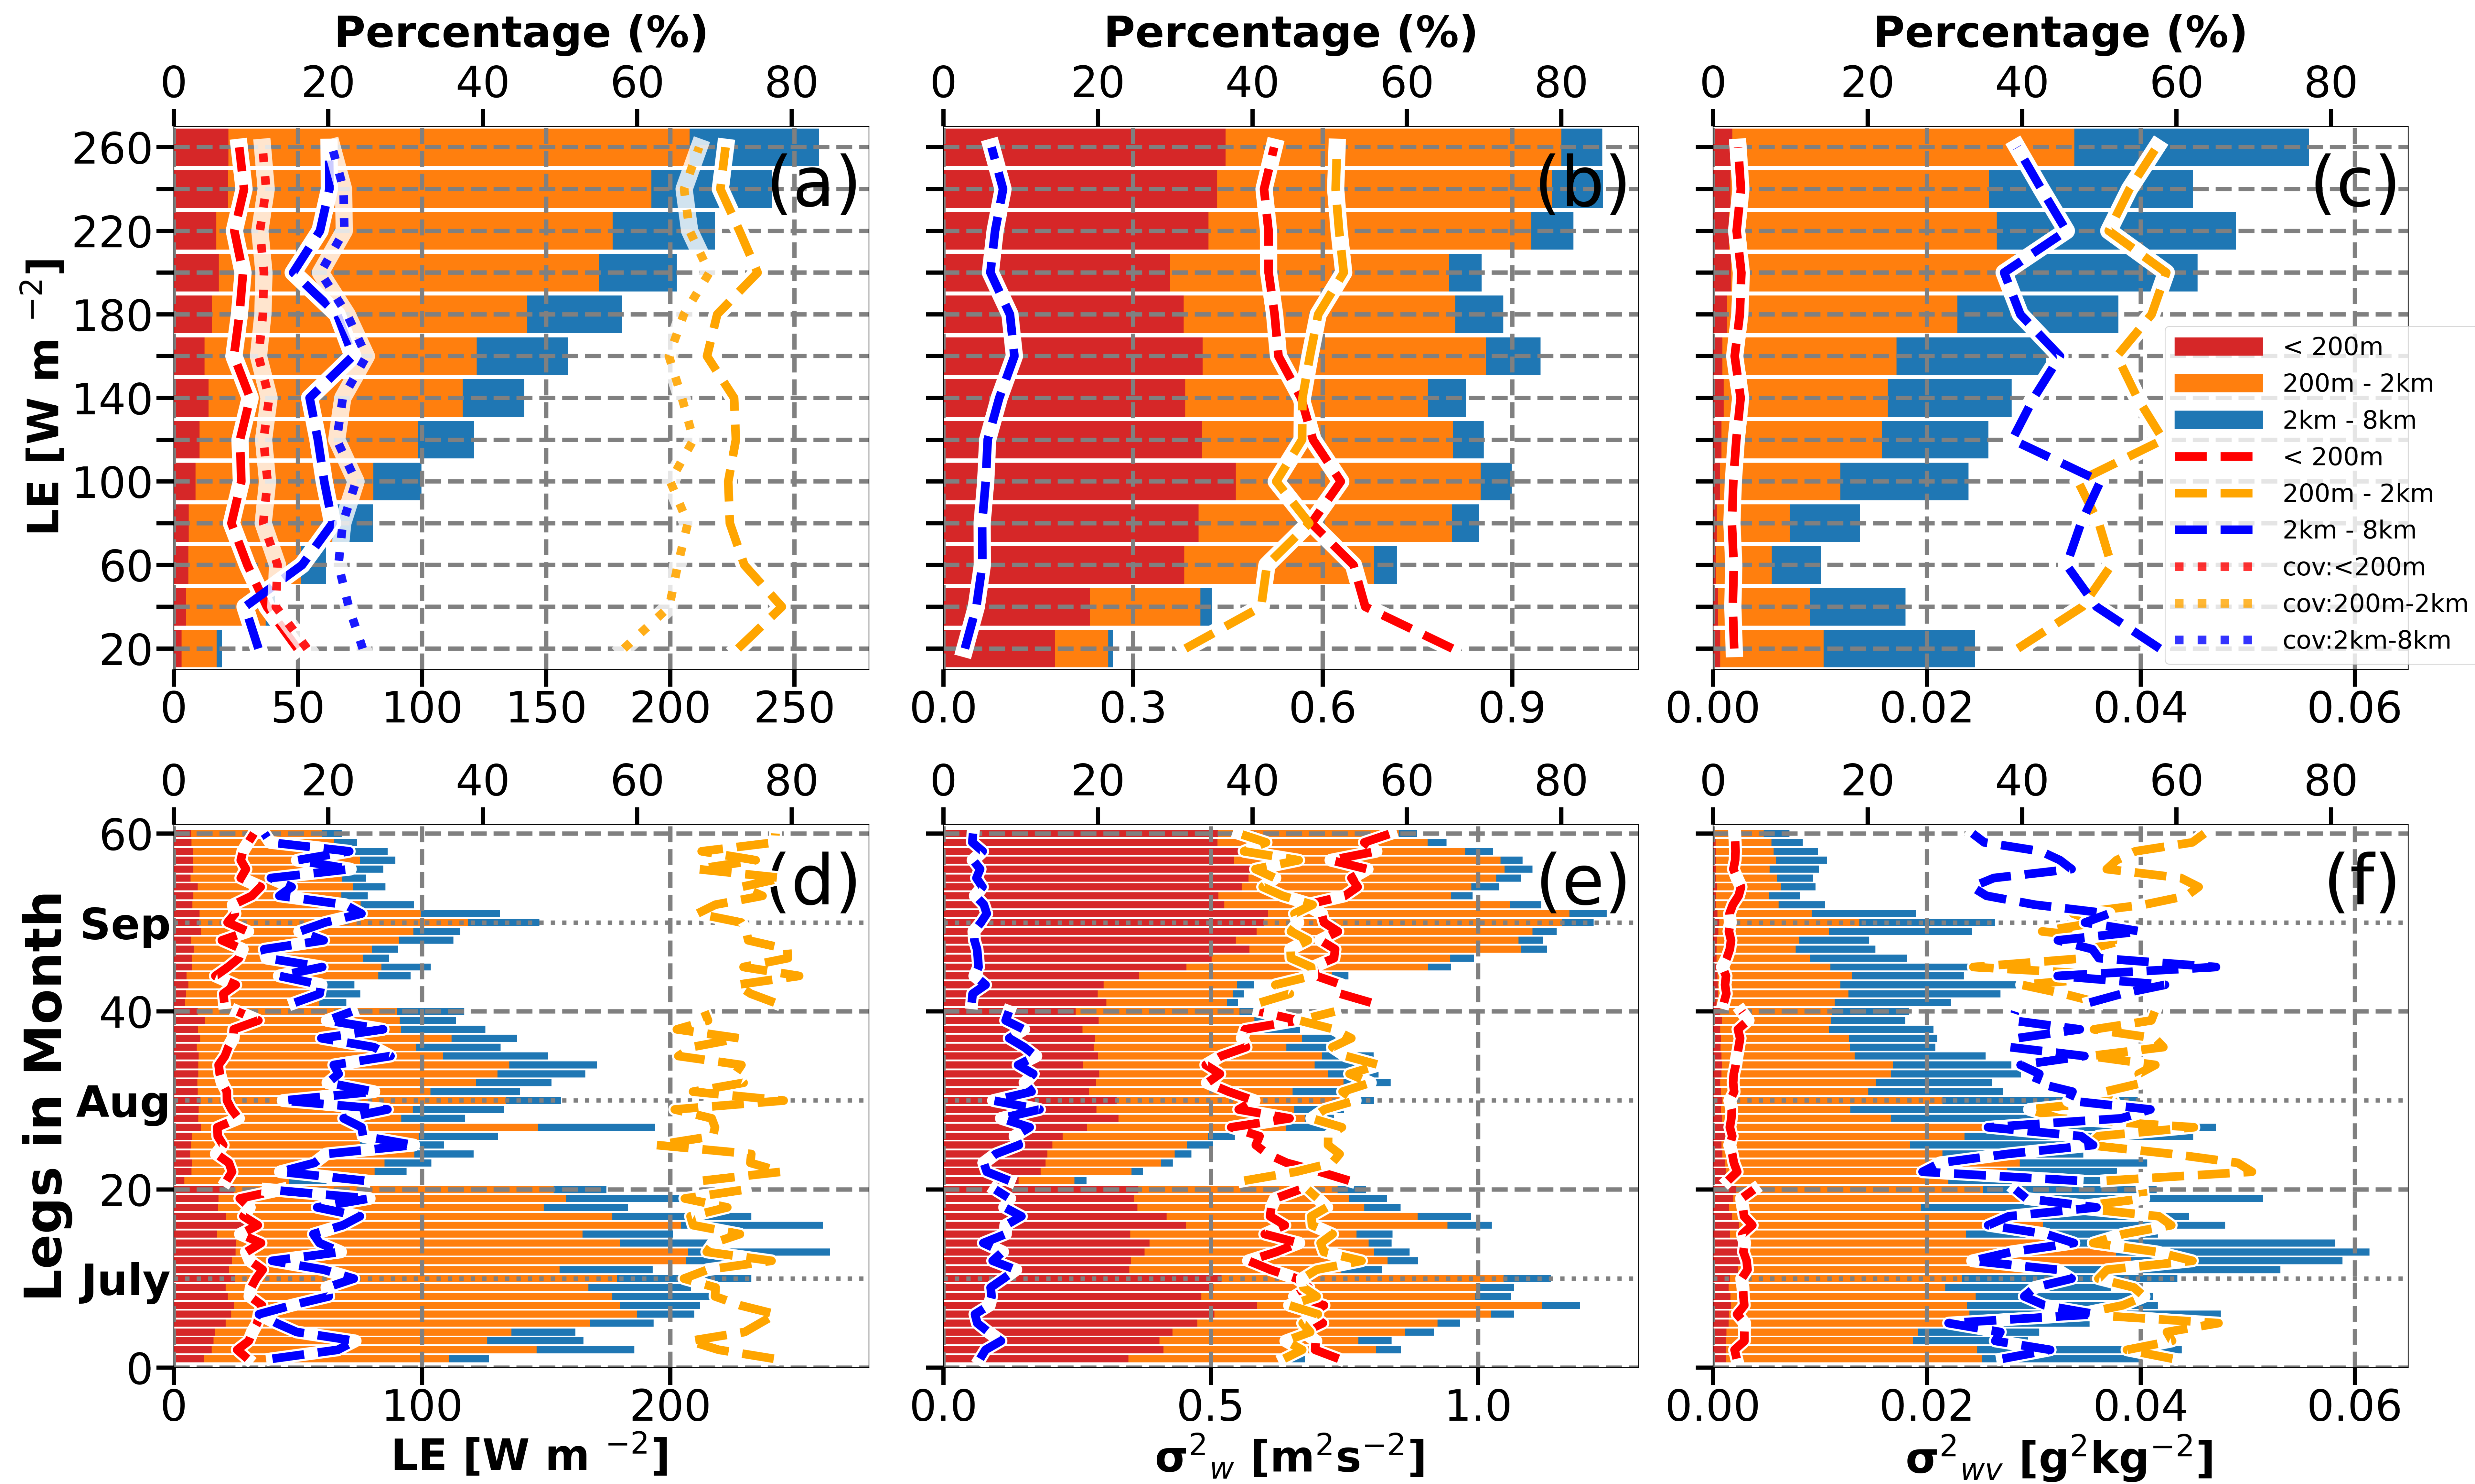 Percentage (%) Percentage (%) Percentage (%)
0 20 40 60 80 0 20 40 60 80 0 20 40 60 80
LE [W m ⁻²]
260
220
180
140
100
60
20
(a) (b) (c)
< 200m
200m - 2km
2km - 8km
< 200m
200m - 2km
2km - 8km
cov:<200m
cov:200m-2km
cov:2km-8km
0 50 100 150 200 250 0.0 0.3 0.6 0.9 0.00 0.02 0.04 0.06
0 20 40 60 80 0 20 40 60 80 0 20 40 60 80
Legs in Month
60
Sep
40
Aug
20
July
0
(d) (e) (f)
0 100 200 0.0 0.5 1.0 0.00 0.02 0.04 0.06
LE [W m ⁻²] σ²w [m²s⁻²] σ²wv [g²kg⁻²]